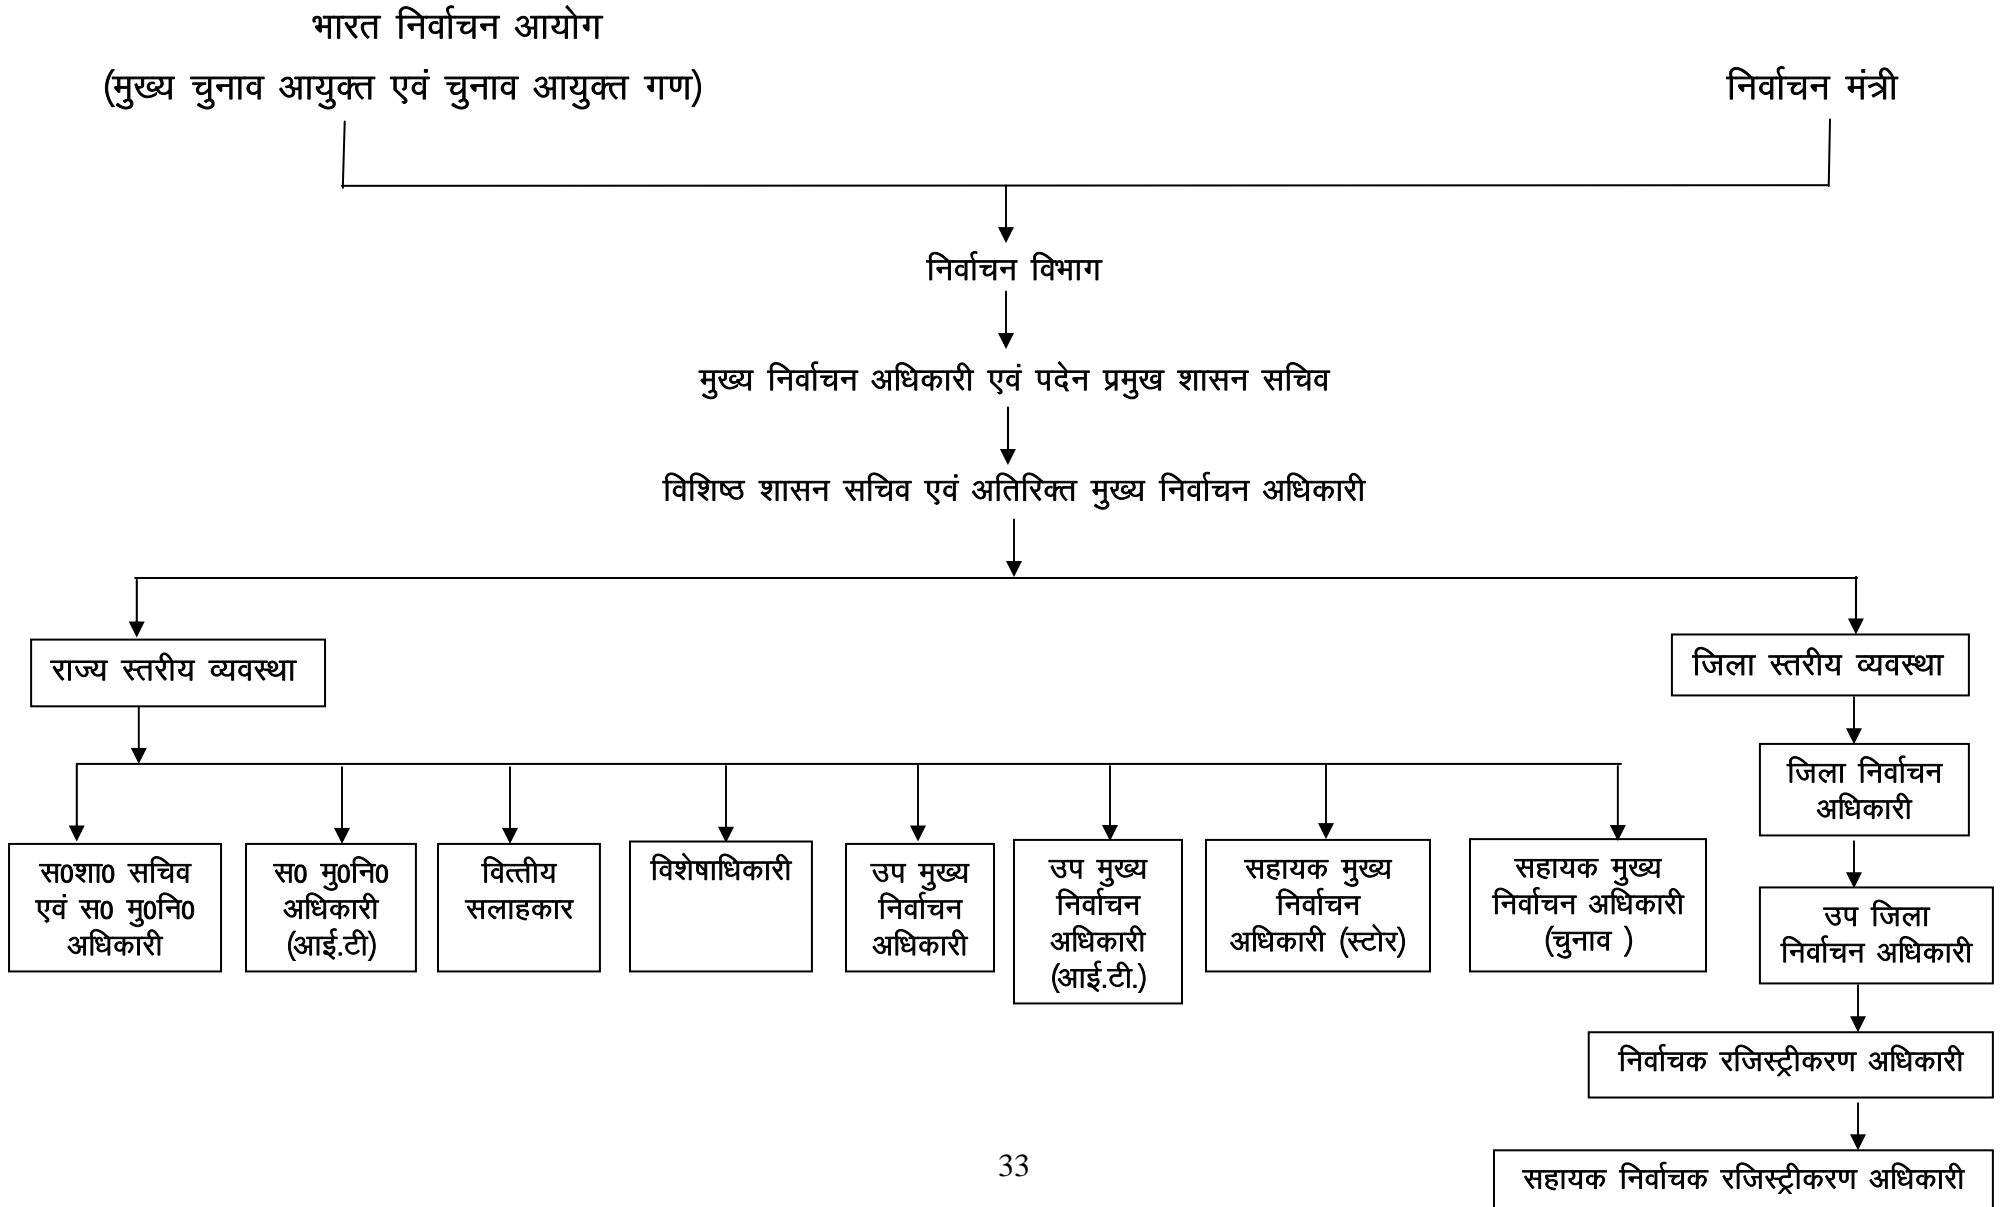 भारत निर्वाचन आयोग
(मुख्य चुनाव आयुक्त एवं चुनाव आयुक्त गण)
निर्वाचन मंत्री
निर्वाचन विभाग
मुख्य निर्वाचन अधिकारी एवं पदेन प्रमुख शासन सचिव
विशिष्ठ शासन सचिव एवं अतिरिक्त मुख्य निर्वाचन अधिकारी
राज्य स्तरीय व्यवस्था
जिला स्तरीय व्यवस्था
स0शा0 सचिव
एवं स0 मु0नि0
अधिकारी
स0 मु0नि0
अधिकारी
(आई.टी)
वित्तीय
सलाहकार
विशेषाधिकारी
उप मुख्य
निर्वाचन
अधिकारी
उप मुख्य
निर्वाचन
अधिकारी
(आई.टी.)
सहायक मुख्य
निर्वाचन
अधिकारी (स्टोर)
सहायक मुख्य
निर्वाचन अधिकारी
(चुनाव )
जिला निर्वाचन
अधिकारी
उप जिला
निर्वाचन अधिकारी
निर्वाचक रजिस्ट्रीकरण अधिकारी
सहायक निर्वाचक रजिस्ट्रीकरण अधिकारी
33